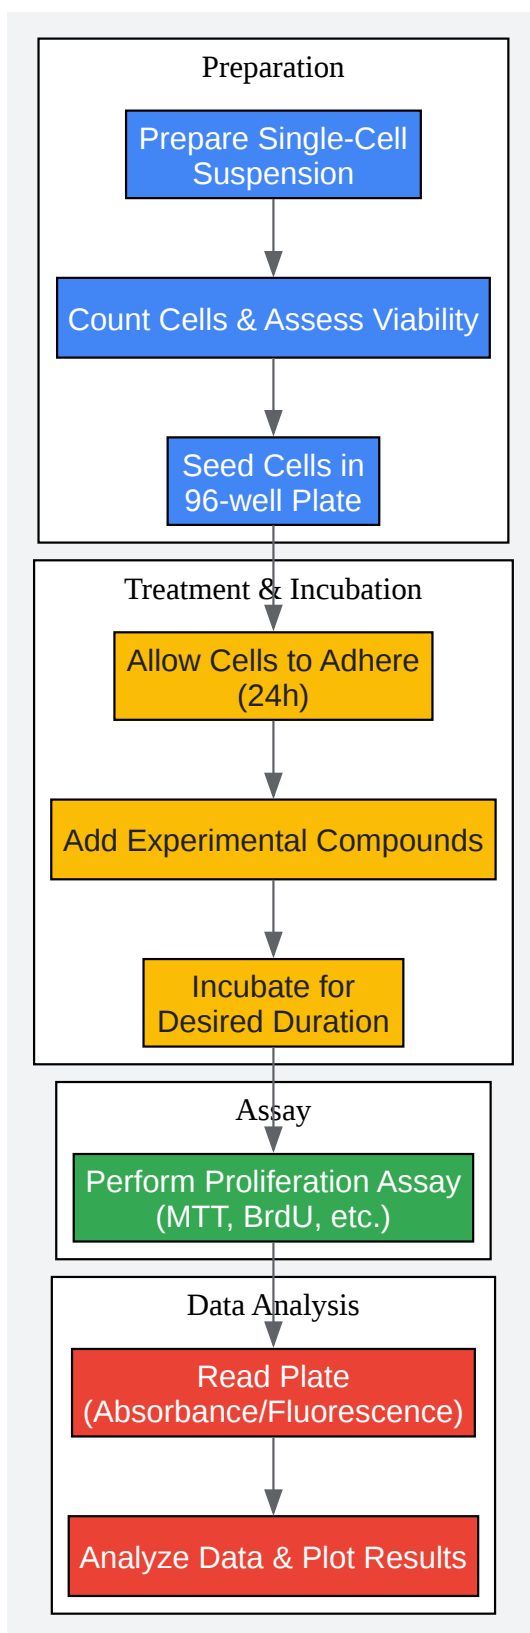 Preparation
Prepare Single-Cell
Suspension
Count Cells & Assess Viability
Seed Cells in
96-well Plate
Treatment & Incubation
Allow Cells to Adhere
(24h)
Add Experimental Compounds
Incubate for
Desired Duration
Assay
Perform Proliferation Assay
(MTT, BrdU, etc.)
Data Analysis
Read Plate
(Absorbance/Fluorescence)
Analyze Data & Plot Results